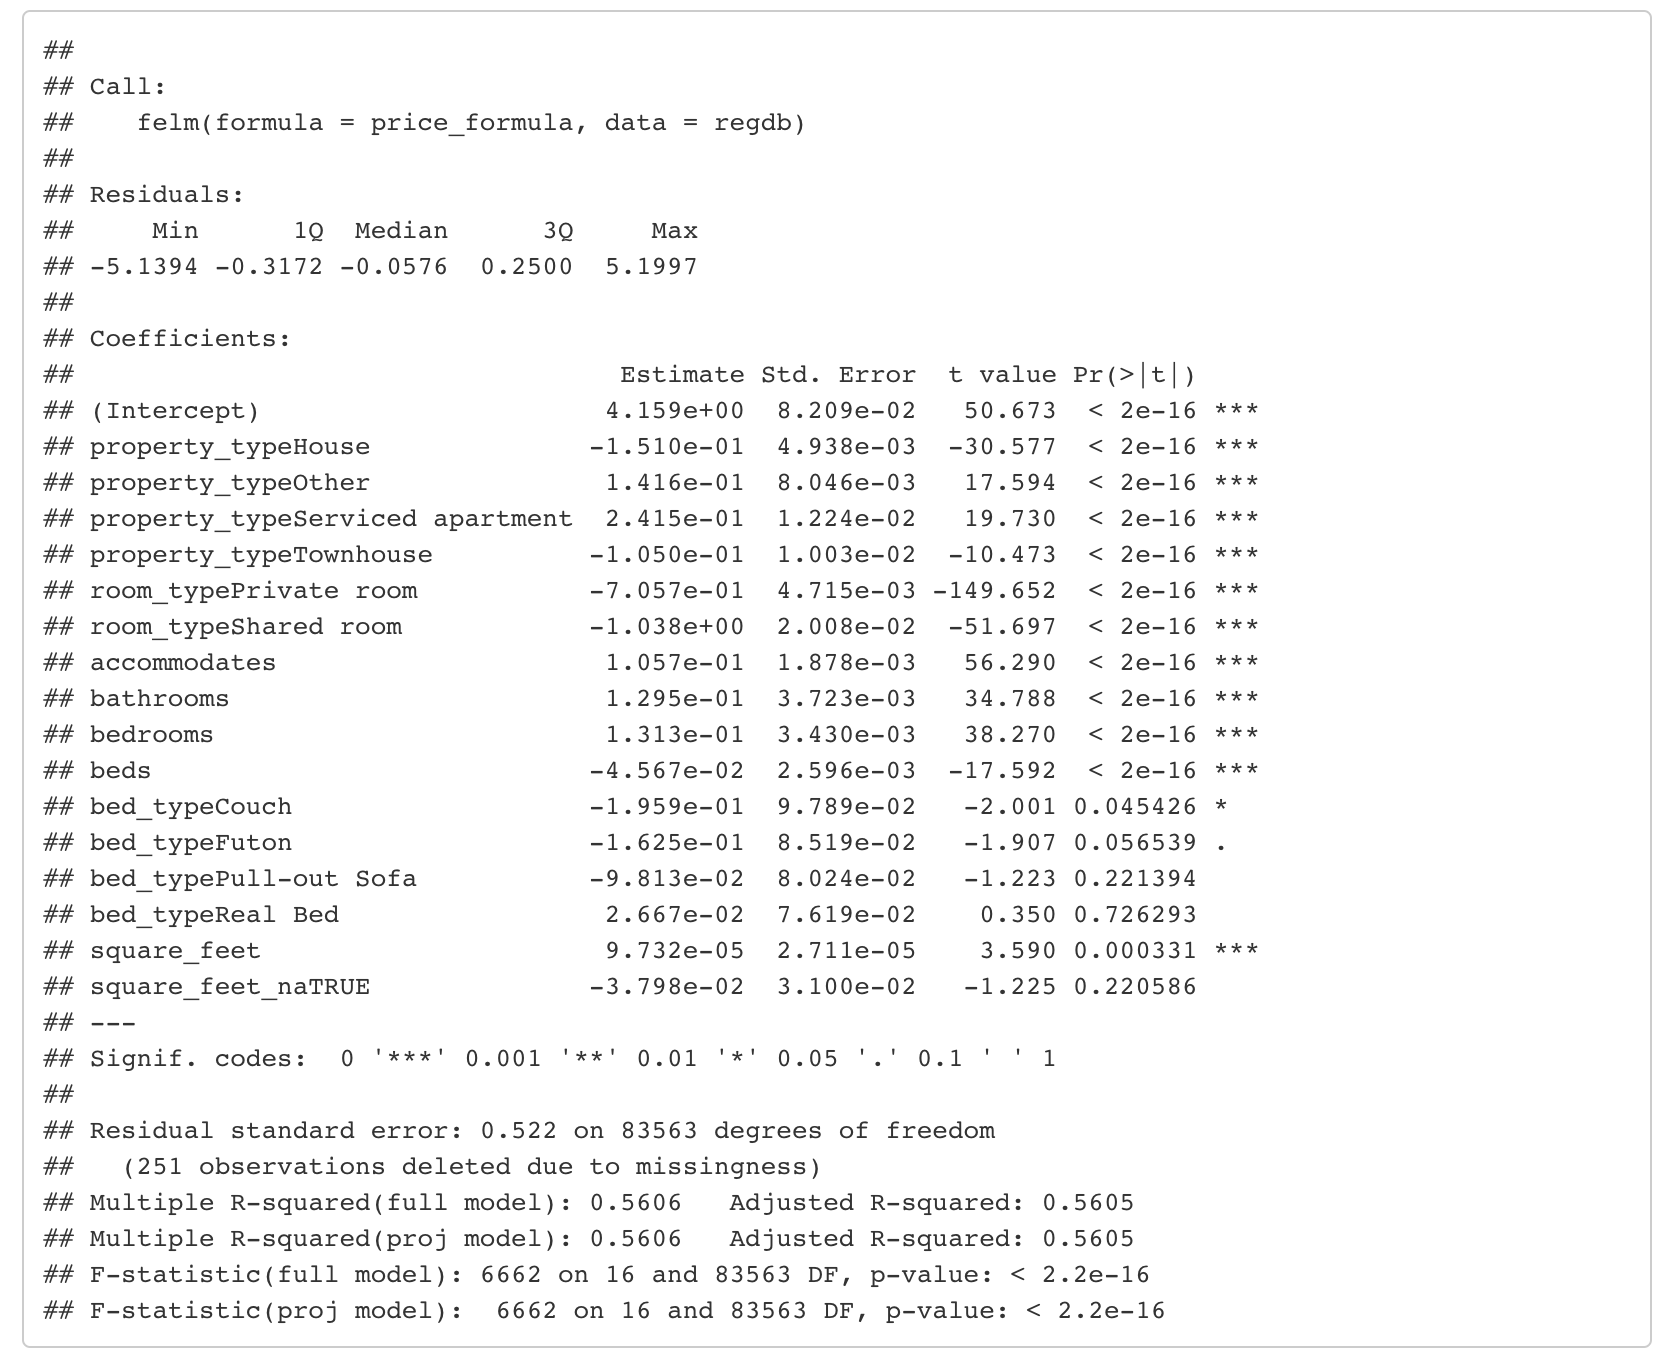 ##
## Call:
##    felm(formula = price_formula, data = regdb)
##
## Residuals:
##     Min      1Q  Median      3Q     Max
## -5.1394 -0.3172 -0.0576  0.2500  5.1997
##
## Coefficients:
##                                   Estimate Std. Error  t value Pr(>|t|)
## (Intercept)                      4.159e+00  8.209e-02   50.673  < 2e-16 ***
## property_typeHouse              -1.510e-01  4.938e-03  -30.577  < 2e-16 ***
## property_typeOther               1.416e-01  8.046e-03   17.594  < 2e-16 ***
## property_typeServiced apartment  2.415e-01  1.224e-02   19.730  < 2e-16 ***
## property_typeTownhouse          -1.050e-01  1.003e-02  -10.473  < 2e-16 ***
## room_typePrivate room           -7.057e-01  4.715e-03 -149.652  < 2e-16 ***
## room_typeShared room            -1.038e+00  2.008e-02  -51.697  < 2e-16 ***
## accommodates                     1.057e-01  1.878e-03   56.290  < 2e-16 ***
## bathrooms                        1.295e-01  3.723e-03   34.788  < 2e-16 ***
## bedrooms                         1.313e-01  3.430e-03   38.270  < 2e-16 ***
## beds                            -4.567e-02  2.596e-03  -17.592  < 2e-16 ***
## bed_typeCouch                   -1.959e-01  9.789e-02   -2.001 0.045426 *
## bed_typeFuton                   -1.625e-01  8.519e-02   -1.907 0.056539 .
## bed_typePull-out Sofa           -9.813e-02  8.024e-02   -1.223 0.221394
## bed_typeReal Bed                 2.667e-02  7.619e-02    0.350 0.726293
## square_feet                      9.732e-05  2.711e-05    3.590 0.000331 ***
## square_feet_naTRUE              -3.798e-02  3.100e-02   -1.225 0.220586
## ---
## Signif. codes:  0 '***' 0.001 '**' 0.01 '*' 0.05 '.' 0.1 ' ' 1
##
## Residual standard error: 0.522 on 83563 degrees of freedom
##   (251 observations deleted due to missingness)
## Multiple R-squared(full model): 0.5606   Adjusted R-squared: 0.5605
## Multiple R-squared(proj model): 0.5606   Adjusted R-squared: 0.5605
## F-statistic(full model): 6662 on 16 and 83563 DF, p-value: < 2.2e-16
## F-statistic(proj model):  6662 on 16 and 83563 DF, p-value: < 2.2e-16